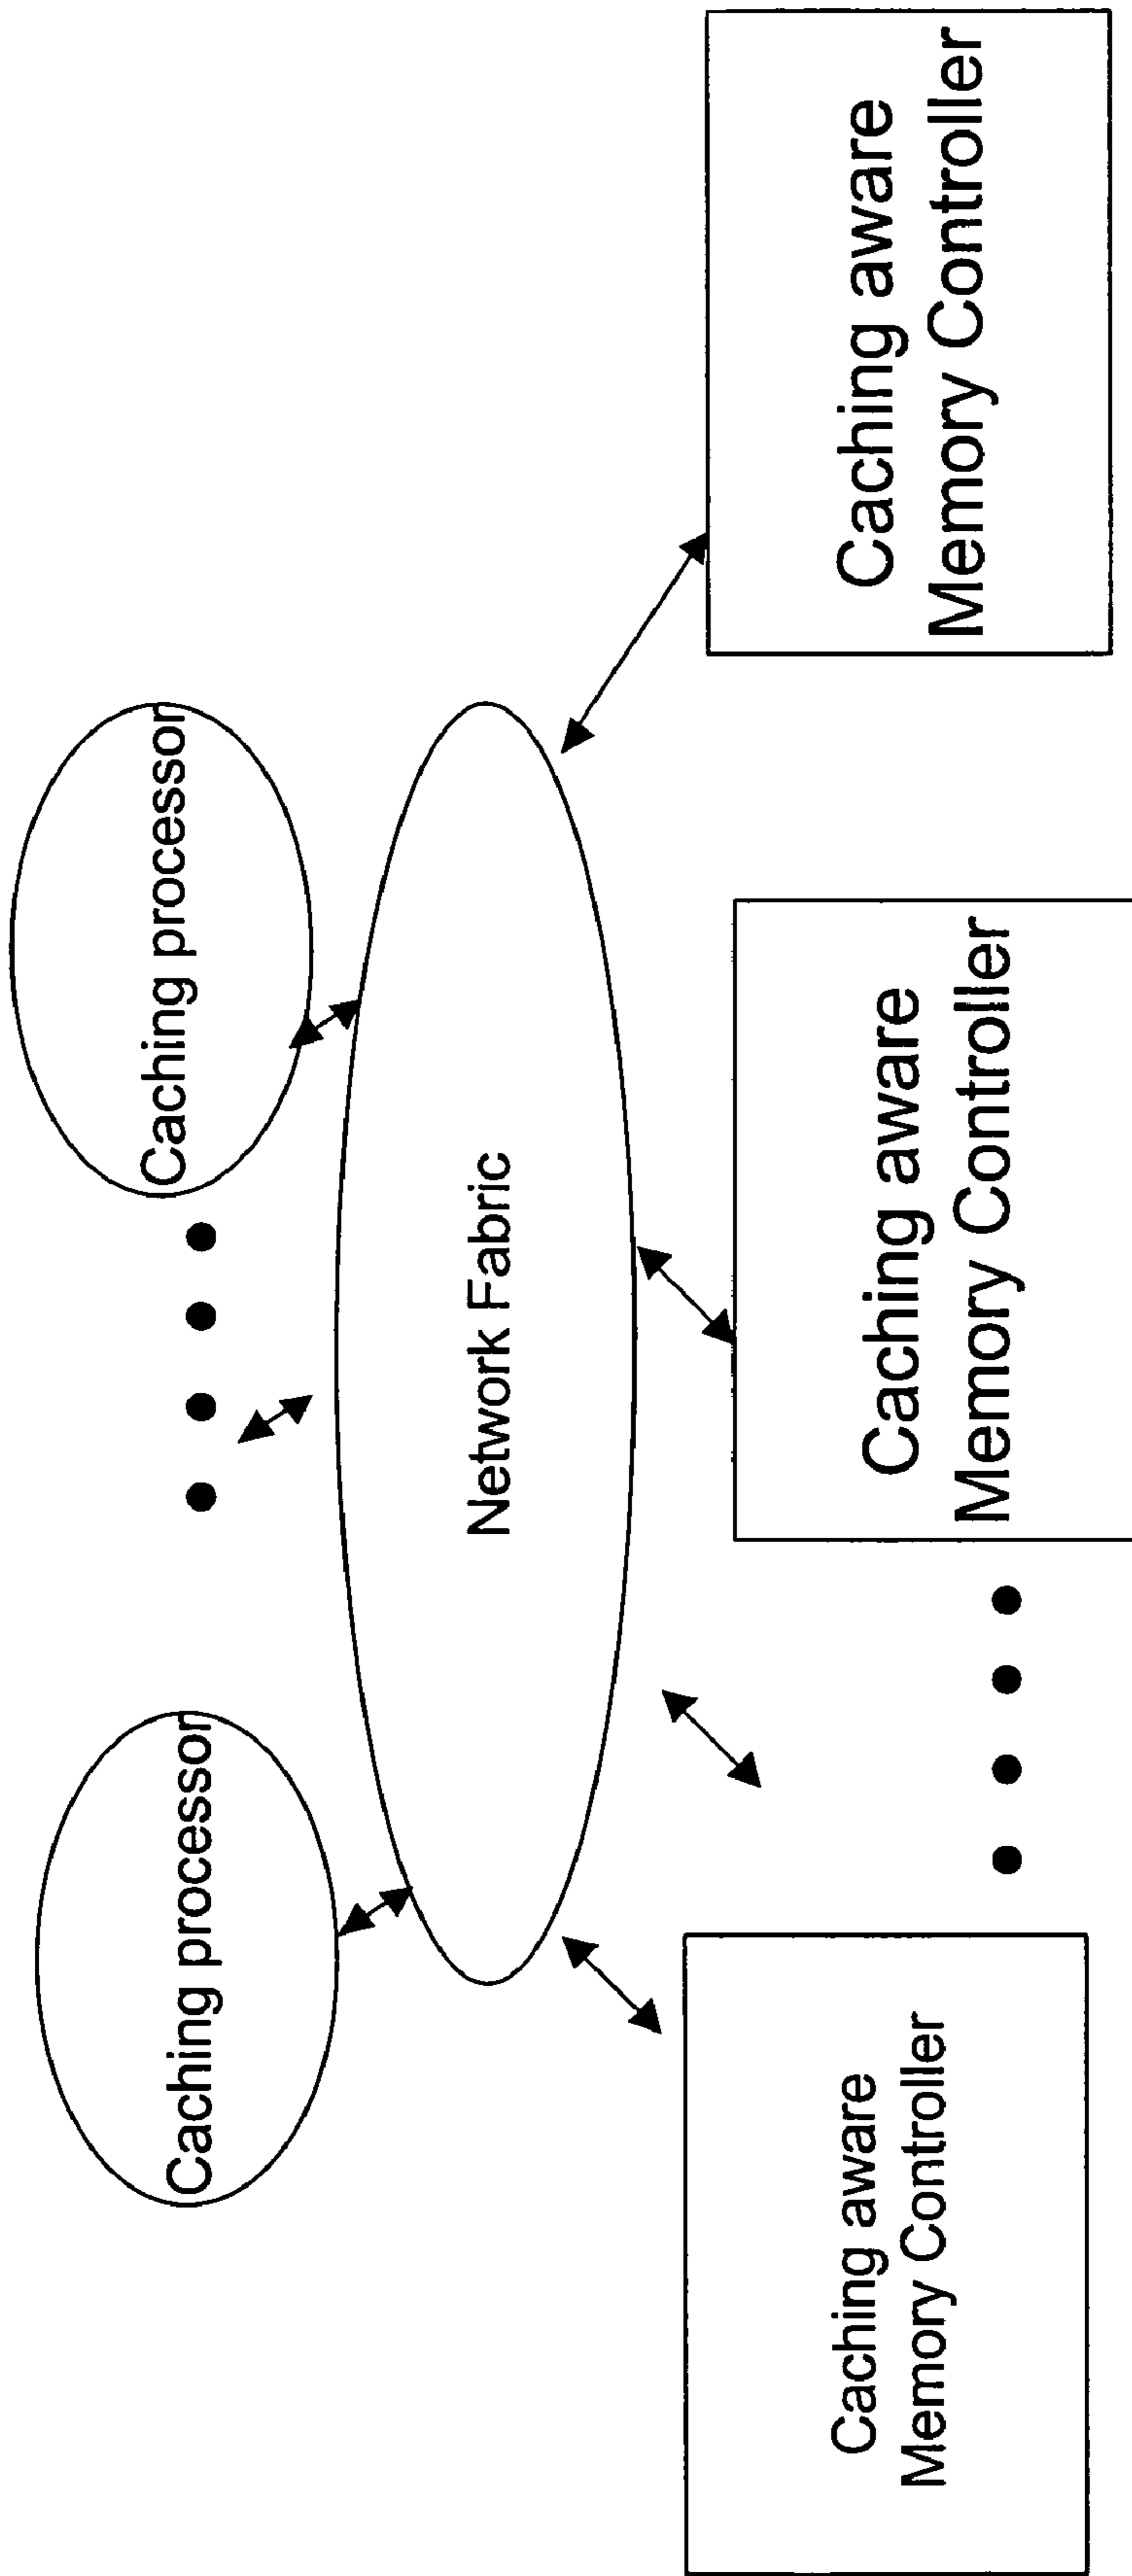 Caching processor
Caching processor
Network Fabric
Caching aware
Memory Controller
Caching aware
Memory Controller
Caching aware
Memory Controller